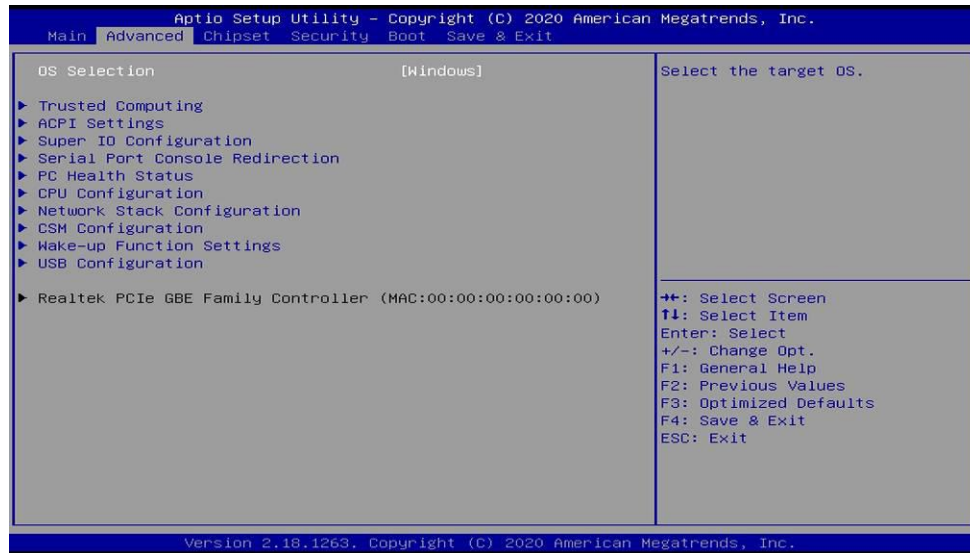 Aptio Setup Utility – Copyright (C) 2020 American Megatrends, Inc.
Main Advanced Chipset Security Boot Save & Exit
OS Selection [Windows]
Select the target OS.
▶ Trusted Computing
▶ ACPI Settings
▶ Super IO Configuration
▶ Serial Port Console Redirection
▶ PC Health Status
▶ CPU Configuration
▶ Network Stack Configuration
▶ CSM Configuration
▶ Wake-up Function Settings
▶ USB Configuration
▶ Realtek PCIe GBE Family Controller (MAC:00:00:00:00:00:00)
→←: Select Screen
↑↓: Select Item
Enter: Select
+/-: Change Opt.
F1: General Help
F2: Previous Values
F3: Optimized Defaults
F4: Save & Exit
ESC: Exit
Version 2.18.1263. Copyright (C) 2020 American Megatrends, Inc.